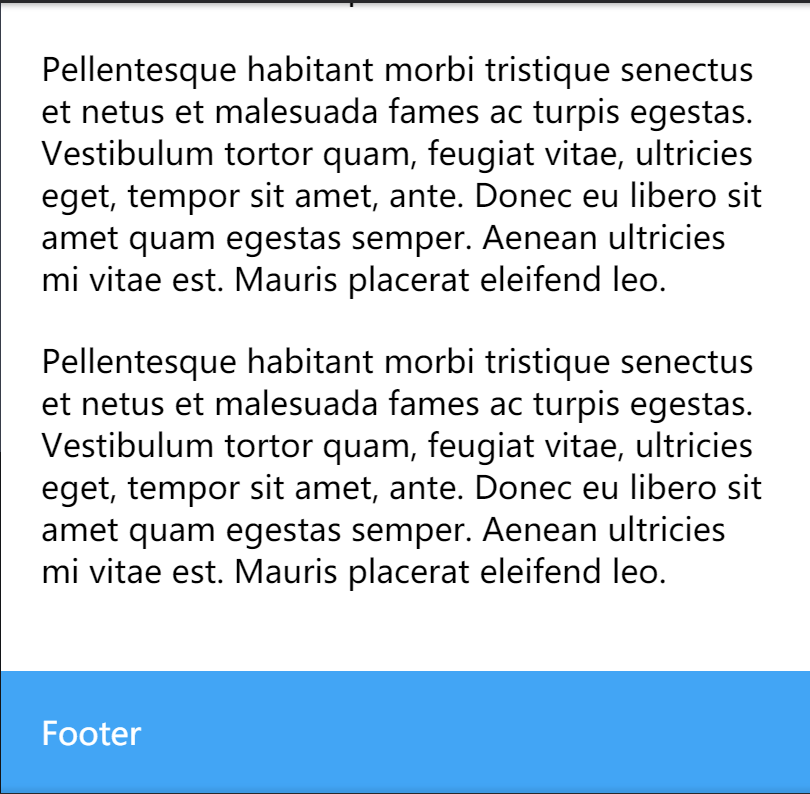 Pellentesque habitant morbi tristique senectus
et netus et malesuada fames ac turpis egestas.
Vestibulum tortor quam, feugiat vitae, ultricies
eget, tempor sit amet, ante. Donec eu libero sit
amet quam egestas semper. Aenean ultricies
mi vitae est. Mauris placerat eleifend leo.
Pellentesque habitant morbi tristique senectus
et netus et malesuada fames ac turpis egestas.
Vestibulum tortor quam, feugiat vitae, ultricies
eget, tempor sit amet, ante. Donec eu libero sit
amet quam egestas semper. Aenean ultricies
mi vitae est. Mauris placerat eleifend leo.
Footer